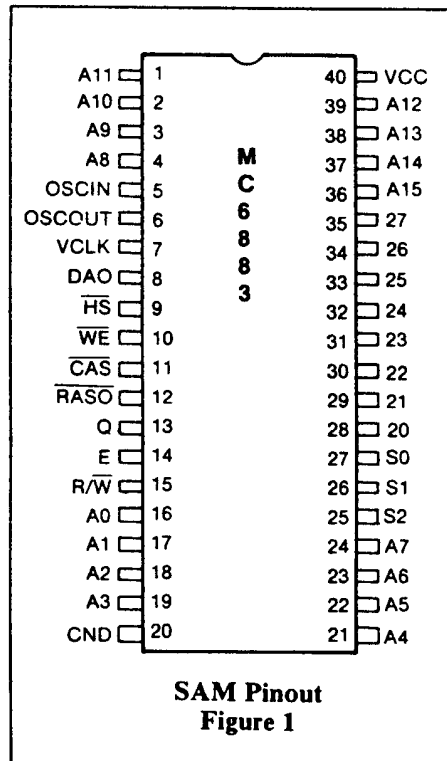 A11 1 40 VCC
A10 2 39 A12
A9 3 38 A13
A8 4 37 A14
OSCIN 5 36 A15
OSCOUT 6 35 27
VCLK 7 34 26
DAO 8 33 25
HS 9 32 24
WE 10 31 23
CAS 11 30 22
RASO 12 29 21
Q 13 28 20
E 14 27 S0
R/W 15 26 S1
A0 16 25 S2
A1 17 24 A7
A2 18 23 A6
A3 19 22 A5
CND 20 21 A4
M
C
6
8
8
3
SAM Pinout
Figure 1